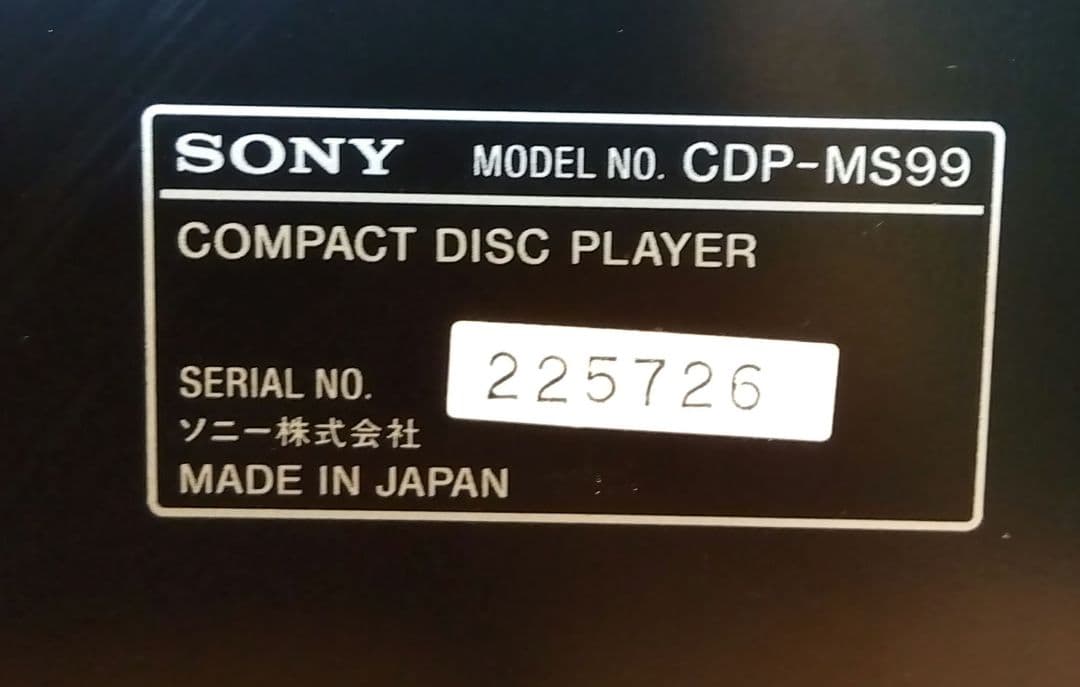 SONY MODEL NO. CDP-MS99
COMPACT DISC PLAYER
SERIAL NO. 225726
ソニー株式会社
MADE IN JAPAN